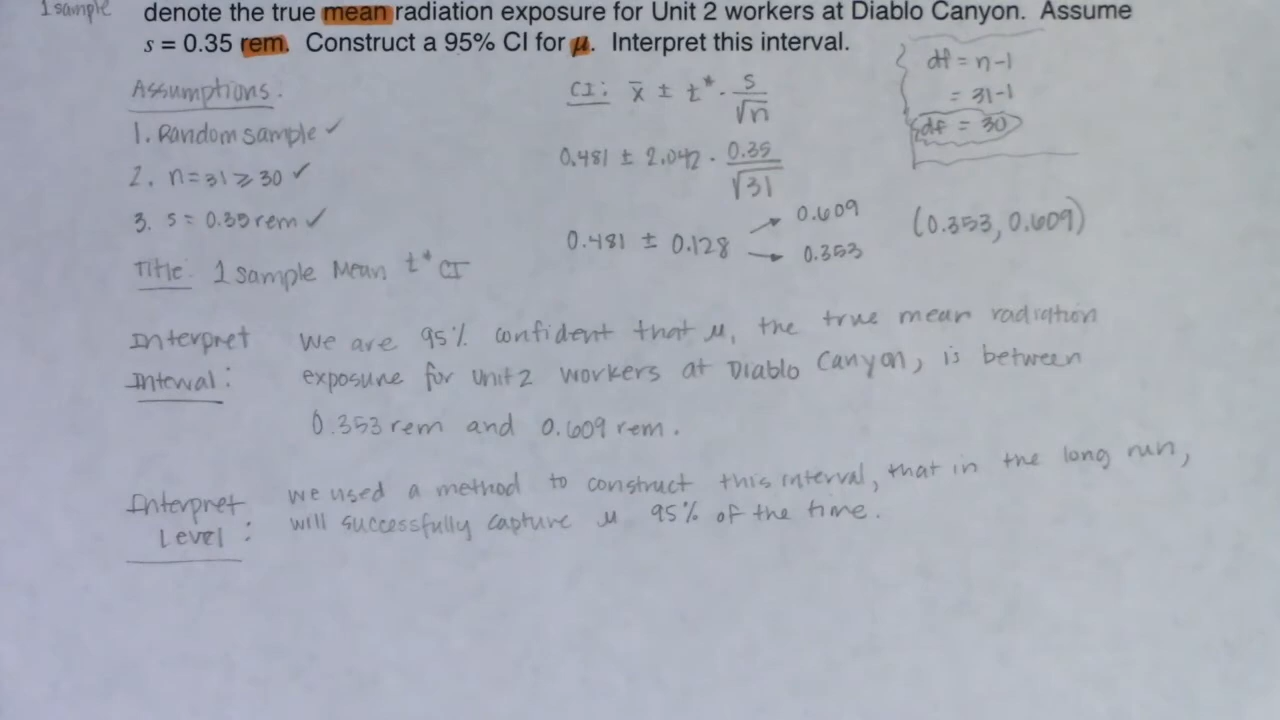 1 sample
denote the true mean radiation exposure for Unit 2 workers at Diablo Canyon. Assume
s = 0.35 rem. Construct a 95% CI for μ. Interpret this interval.
Assumptions:
1. Random sample ✓
2. n=31 ≥ 30 ✓
3. s = 0.35 rem ✓
Title: 1 sample Mean t* CI
CI: x̄ ± t* · s/√n
0.481 ± 2.042 · 0.35/√31
0.481 ± 0.128 → 0.609
→ 0.353
(0.353, 0.609)
df = n-1
= 31-1
df = 30
Interpret We are 95% confident that μ, the true mean radiation
Interval: exposure for Unit 2 workers at Diablo Canyon, is between
0.353 rem and 0.609 rem.
Interpret we used a method to construct this interval, that in the long run,
Level: will successfully capture μ 95% of the time.